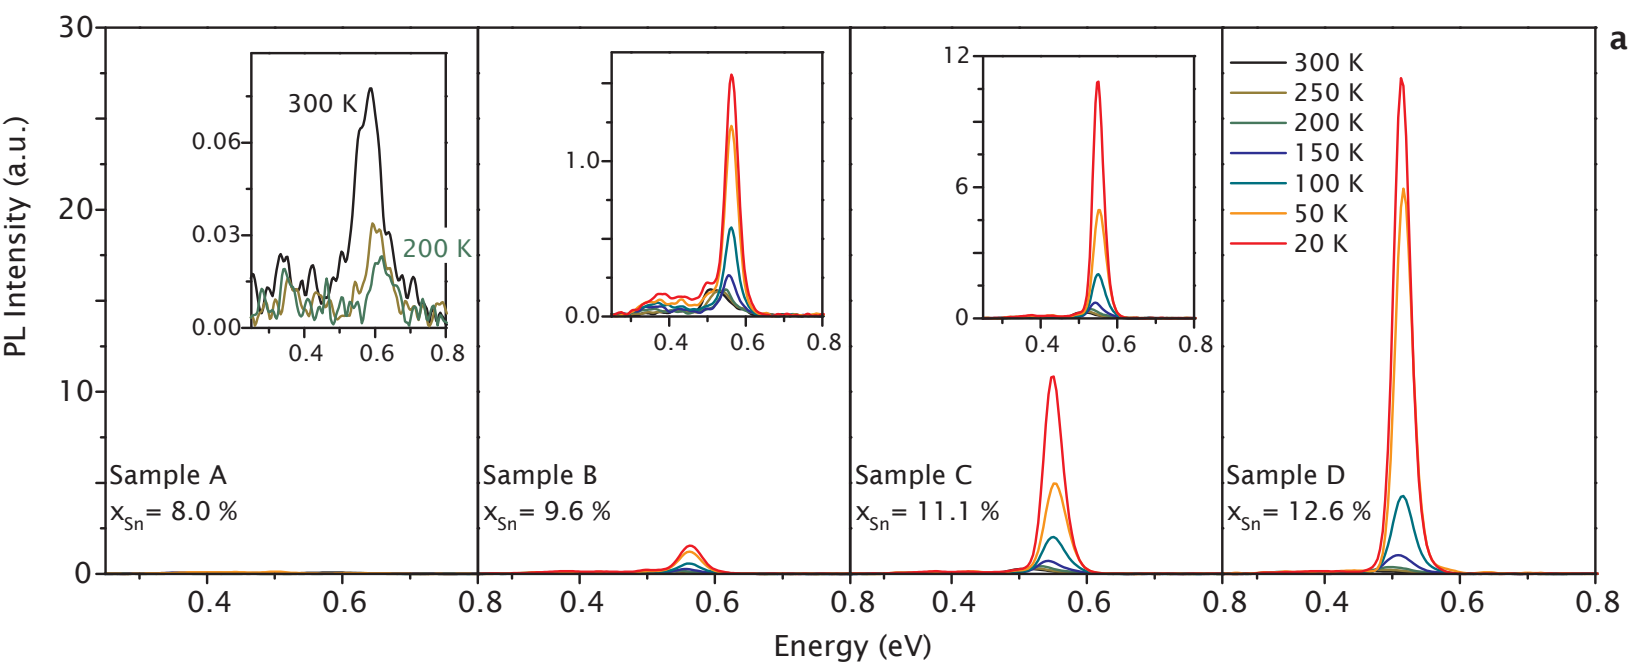 a
30
20
10
0
PL Intensity (a.u.)
0.06
0.03
0.00
0.4 0.6 0.8
300 K
200 K
Sample A
xSn= 8.0 %
1.0
0.0
0.4 0.6 0.8
Sample B
xSn= 9.6 %
12
6
0
0.4 0.6 0.8
Sample C
xSn= 11.1 %
300 K
250 K
200 K
150 K
100 K
50 K
20 K
Sample D
xSn= 12.6 %
0.4 0.6 0.8 0.4 0.6 0.8 0.4 0.6 0.8 0.4 0.6 0.8
Energy (eV)